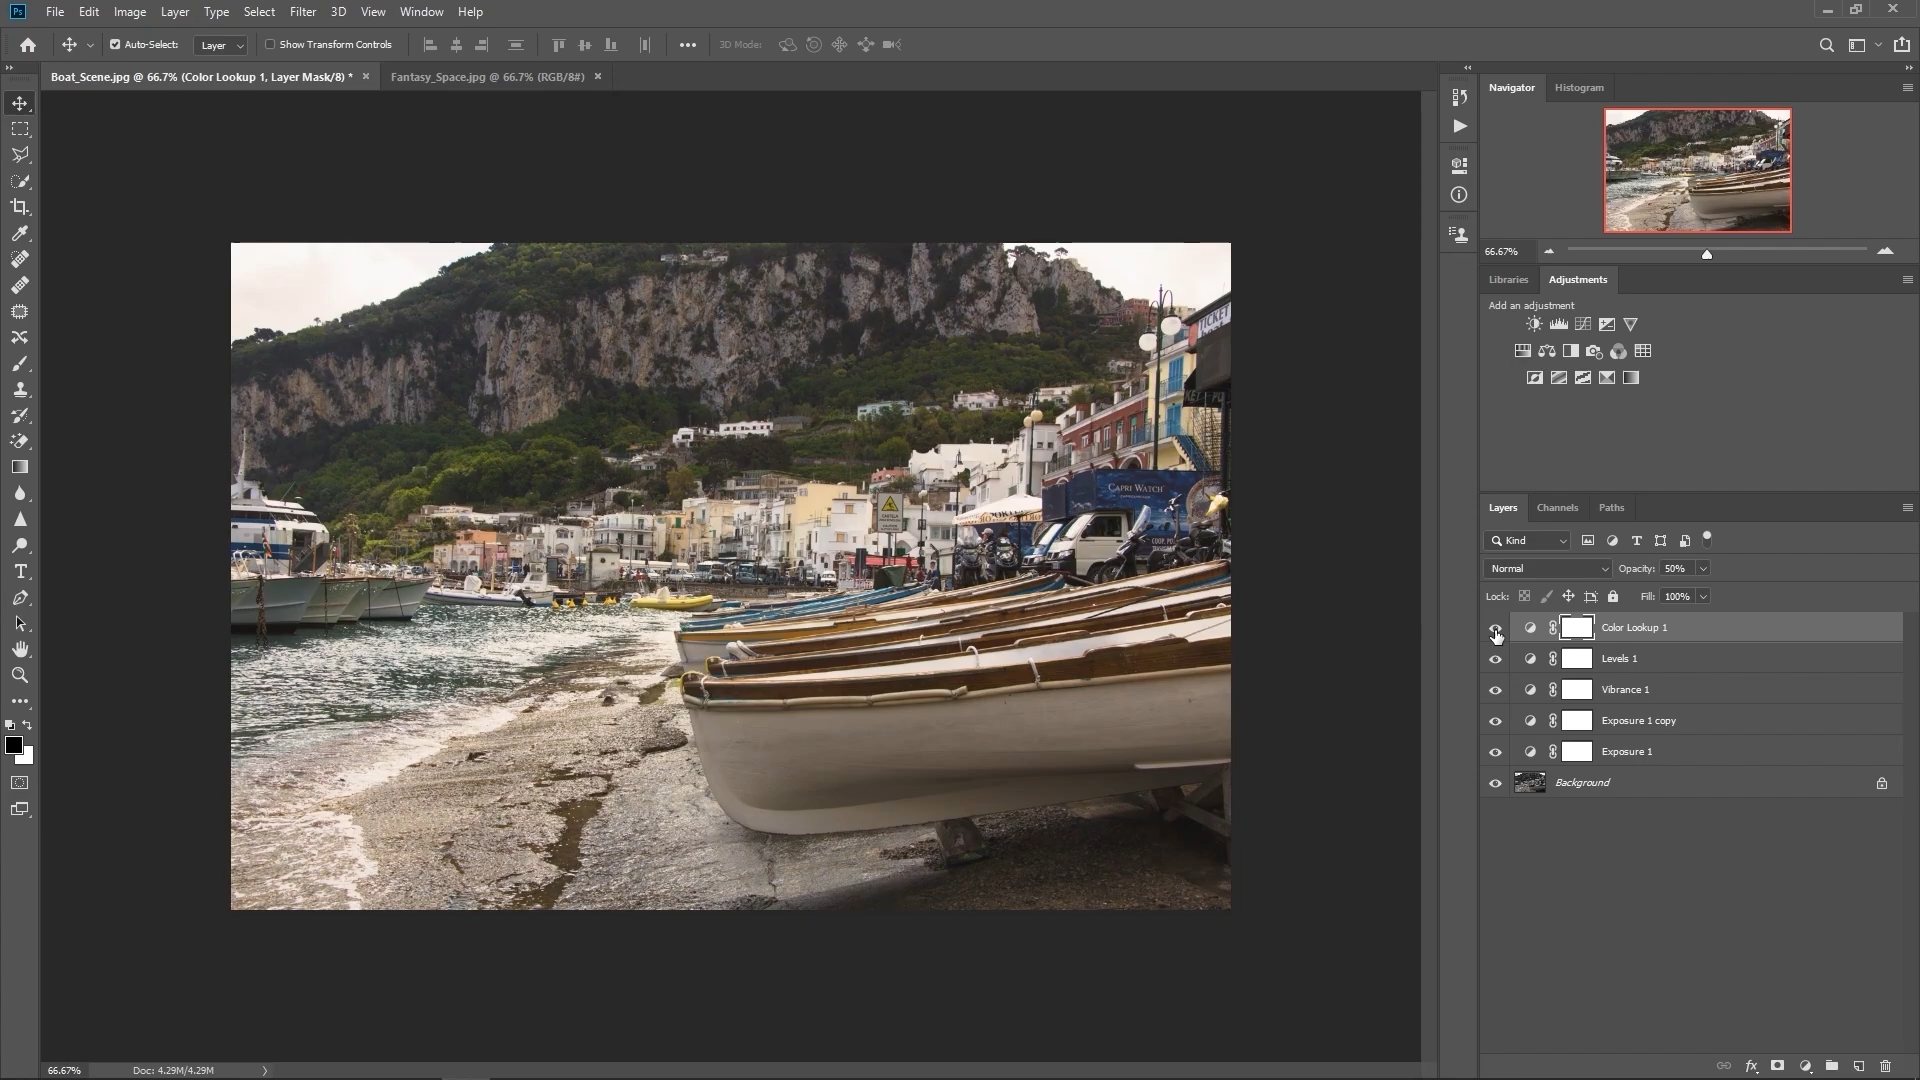 Ps File Edit Image Layer Type Select Filter 3D View Window Help
Auto-Select: Layer Show Transform Controls 3D Mode:
Boat_Scene.jpg @ 66.7% (Color Lookup 1, Layer Mask/8) * Fantasy_Space.jpg @ 66.7% (RGB/8#)
Navigator Histogram
66.67%
Libraries Adjustments
Add an adjustment
TICKET
CAPRI WATCH
Layers Channels Paths
Kind
Normal Opacity: 50%
Lock: Fill: 100%
Color Lookup 1
Levels 1
Vibrance 1
Exposure 1 copy
Exposure 1
Background
66.67% Doc: 4.29M/4.29M